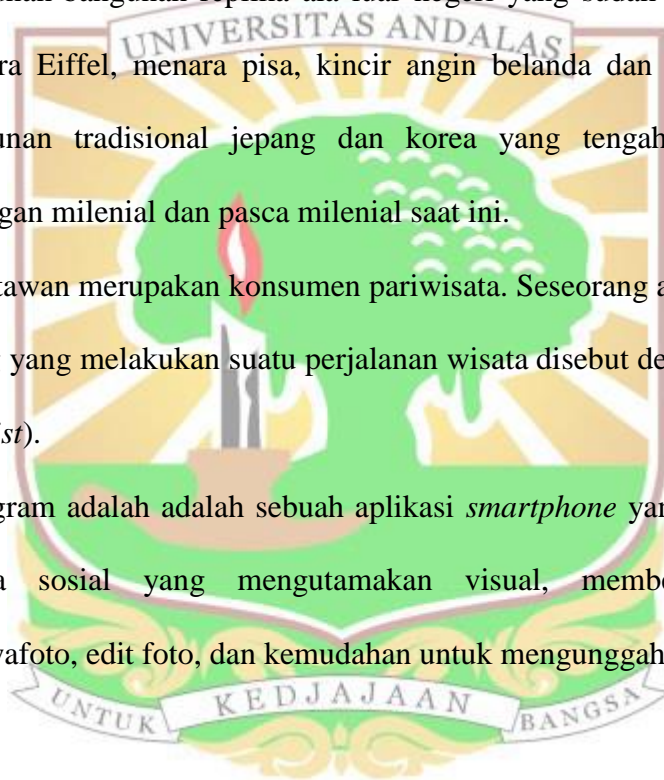 bangunan replika ala luar negeri yang sudah
UNIVERSITAS ANDALAS
ra Eiffel, menara pisa, kincir angin belanda dan
unan tradisional jepang dan korea yang tengah
gan milenial dan pasca milenial saat ini.
tawan merupakan konsumen pariwisata. Seseorang a
yang melakukan suatu perjalanan wisata disebut de
ist).
gram adalah adalah sebuah aplikasi smartphone yan
a sosial yang mengutamakan visual, membe
afoto, edit foto, dan kemudahan untuk mengunggah
UNTUK KEDJAJAAN BANGSA